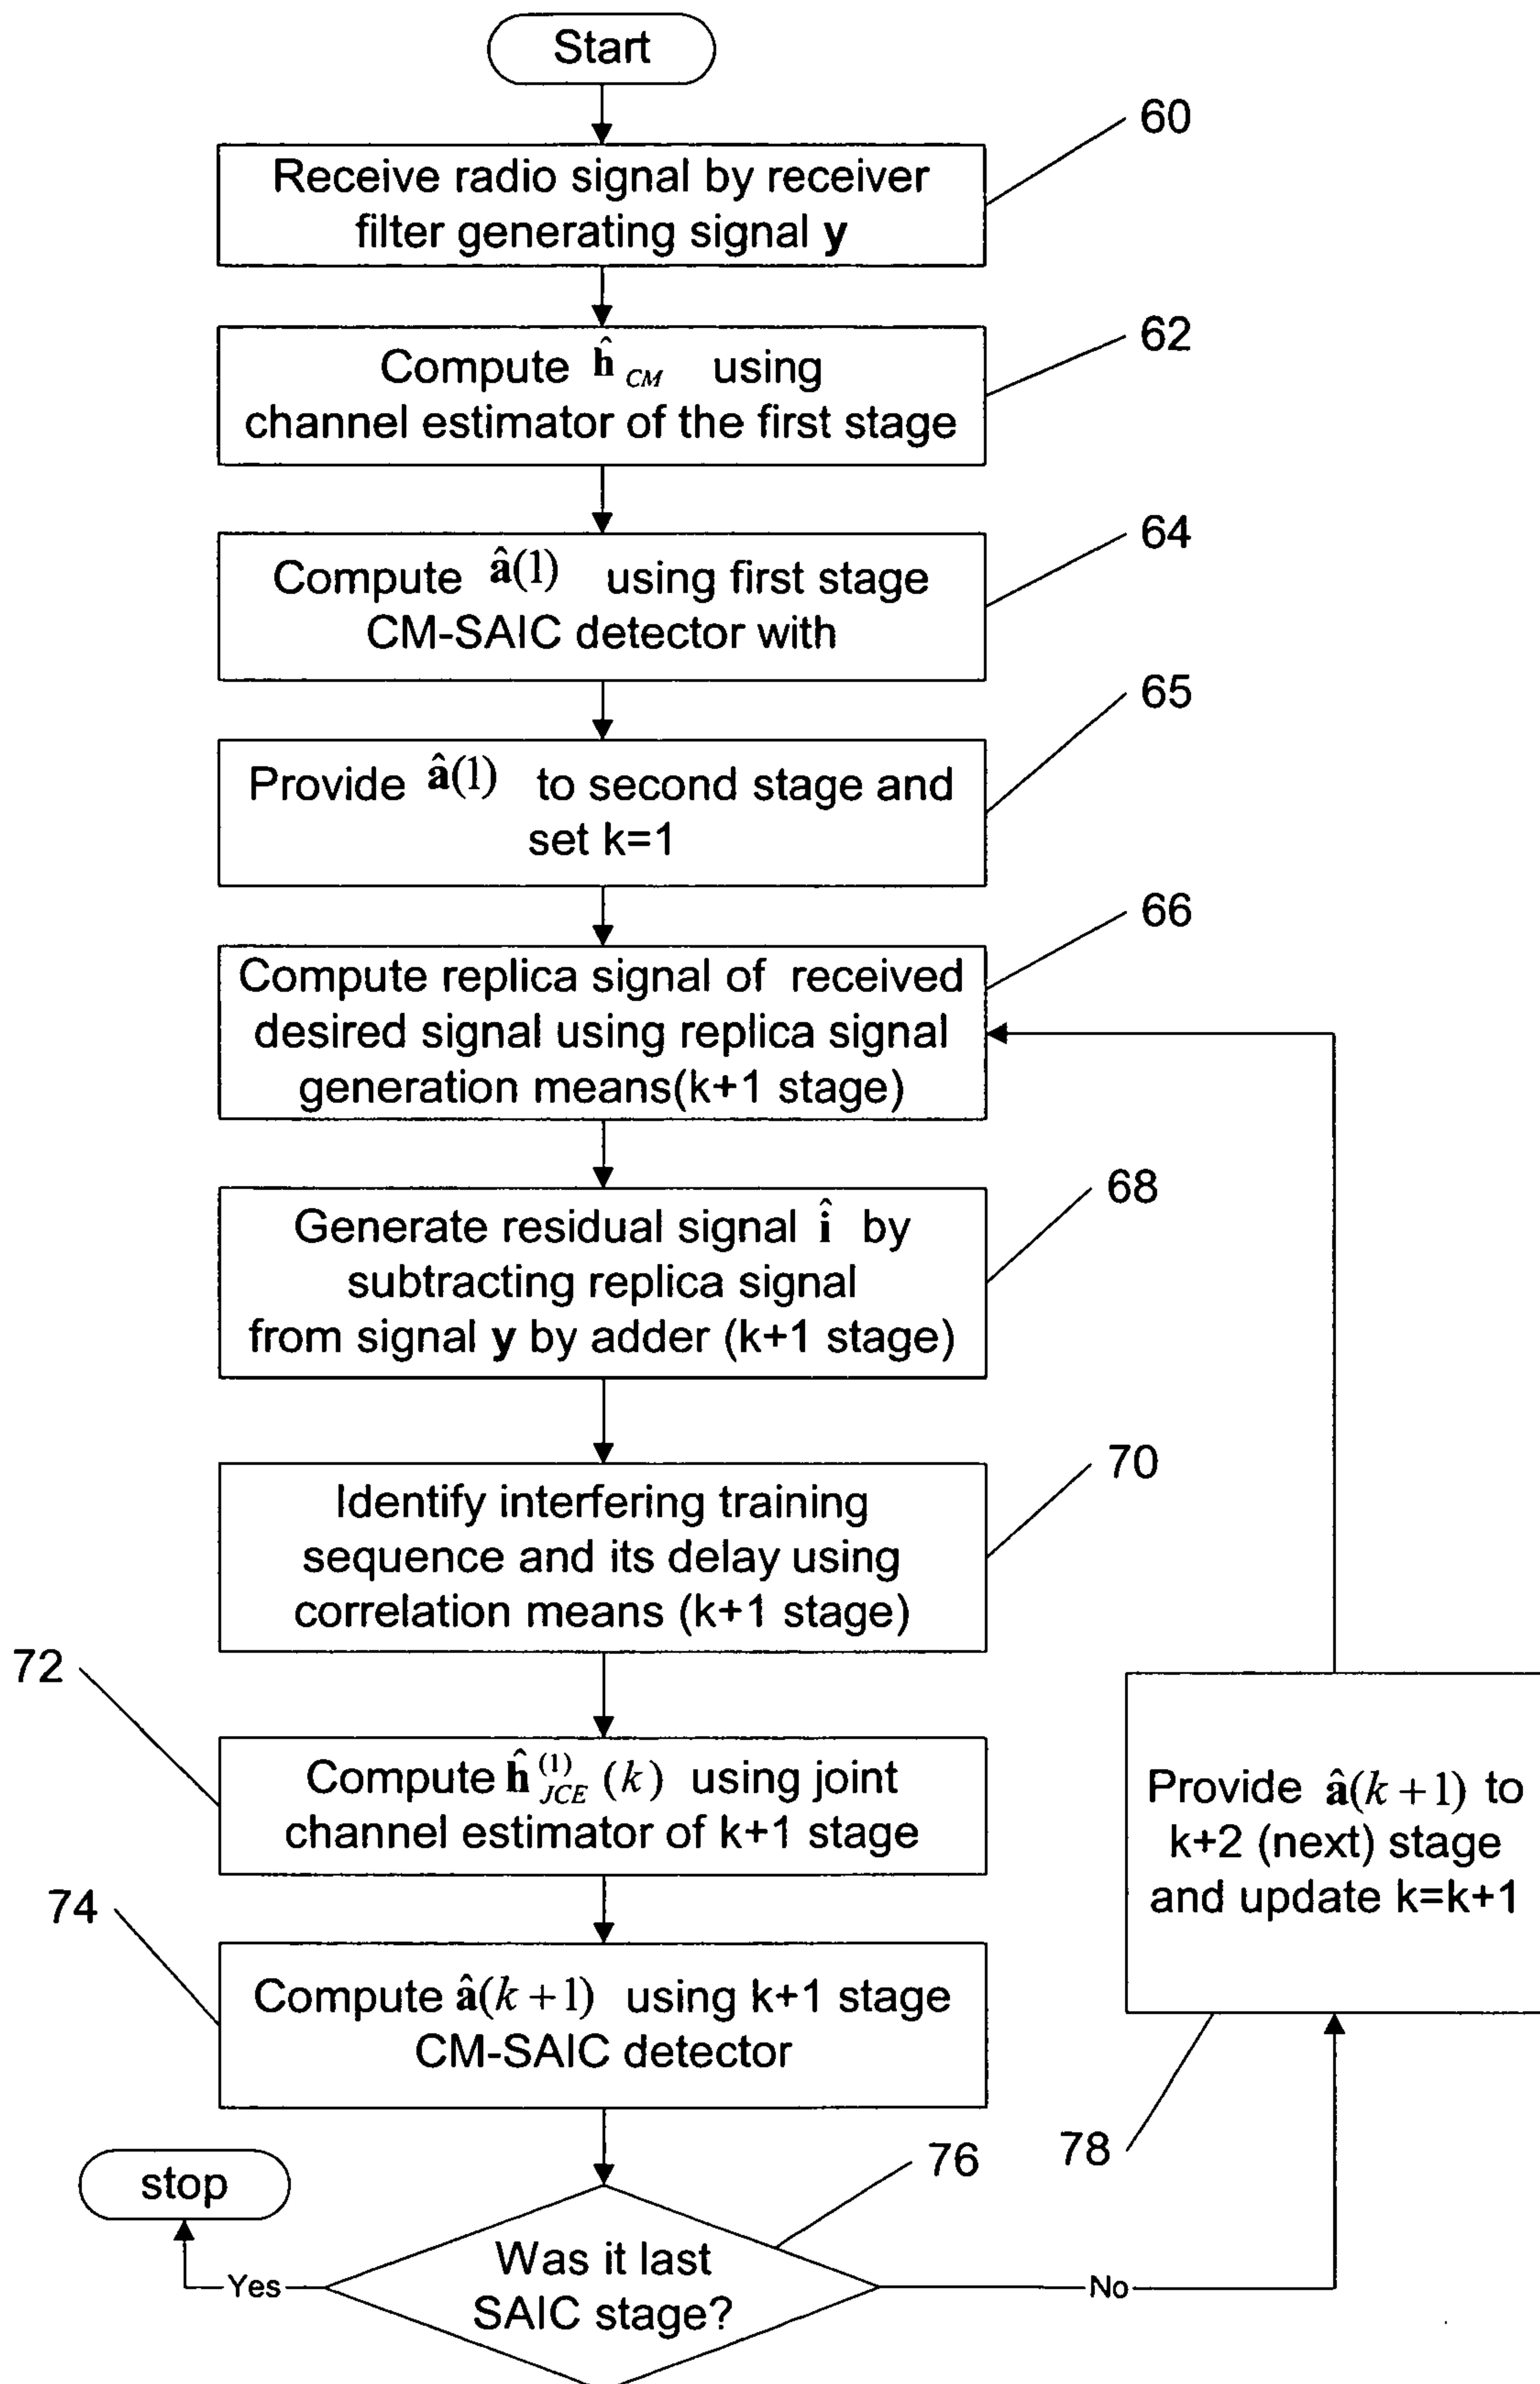 Start
60
Receive radio signal by receiver
filter generating signal y
62
Compute ĥ CM using
channel estimator of the first stage
64
Compute â(1) using first stage
CM-SAIC detector with
65
Provide â(1) to second stage and
set k=1
66
Compute replica signal of received
desired signal using replica signal
generation means(k+1 stage)
68
Generate residual signal î by
subtracting replica signal
from signal y by adder (k+1 stage)
70
Identify interfering training
sequence and its delay using
correlation means (k+1 stage)
72
Compute ĥ (1) JCE (k) using joint
channel estimator of k+1 stage
74
Compute â(k+1) using k+1 stage
CM-SAIC detector
76
Was it last
SAIC stage?
Yes
stop
No
78
Provide â(k+1) to
k+2 (next) stage
and update k=k+1